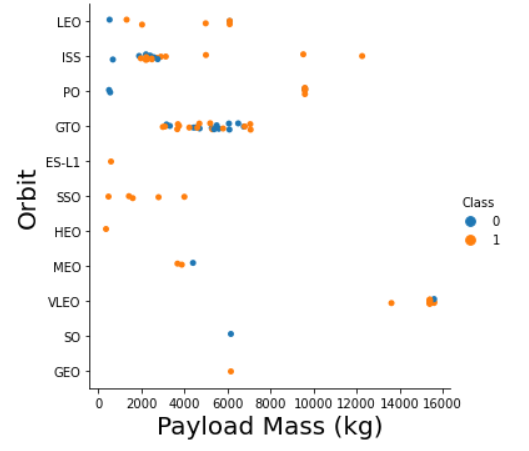 LEO
ISS
PO
GTO
ES-L1
SSO
HEO
MEO
VLEO
SO
GEO
Orbit
Class
0
1
0 2000 4000 6000 8000 10000 12000 14000 16000
Payload Mass (kg)